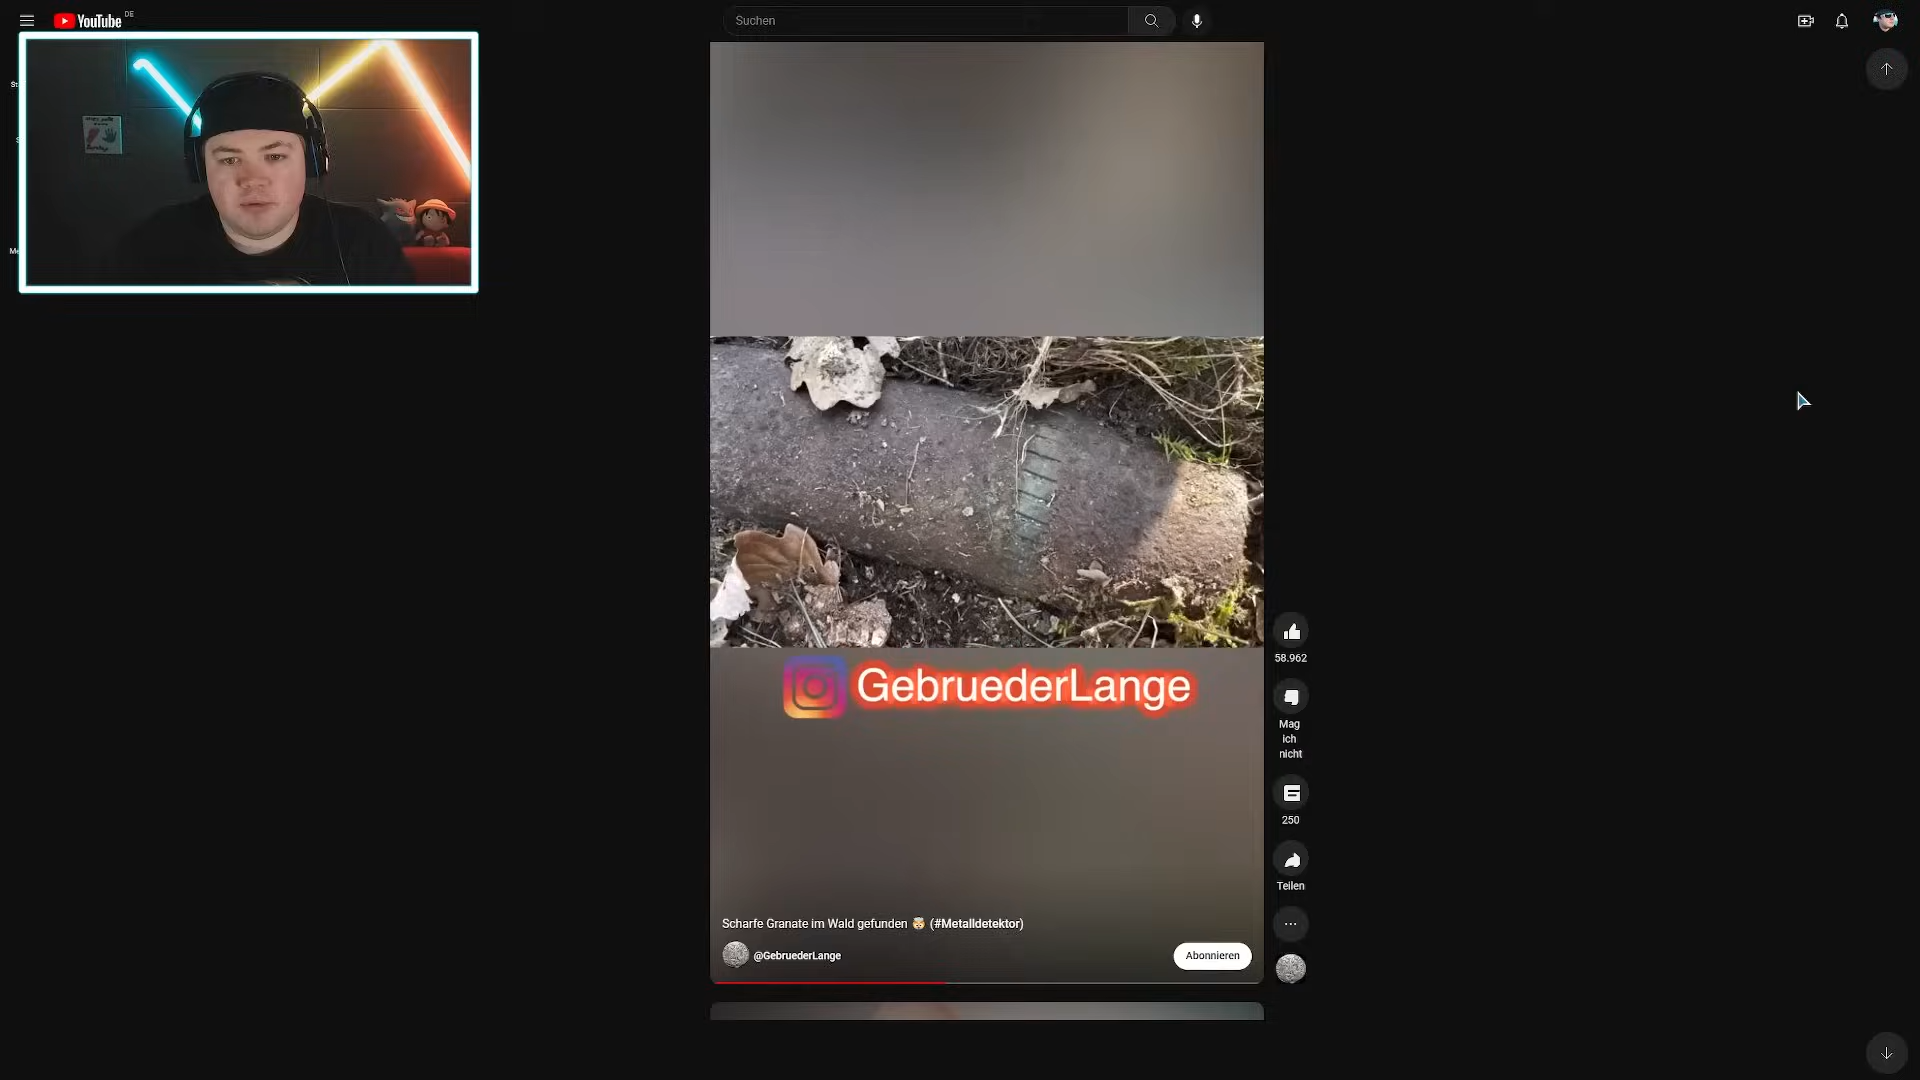 YouTube DE
Suchen
GebruederLange
58.962
Mag
ich
nicht
250
Teilen
Scharfe Granate im Wald gefunden 🤯 (#Metalldetektor)
@GebruederLange
Abonnieren